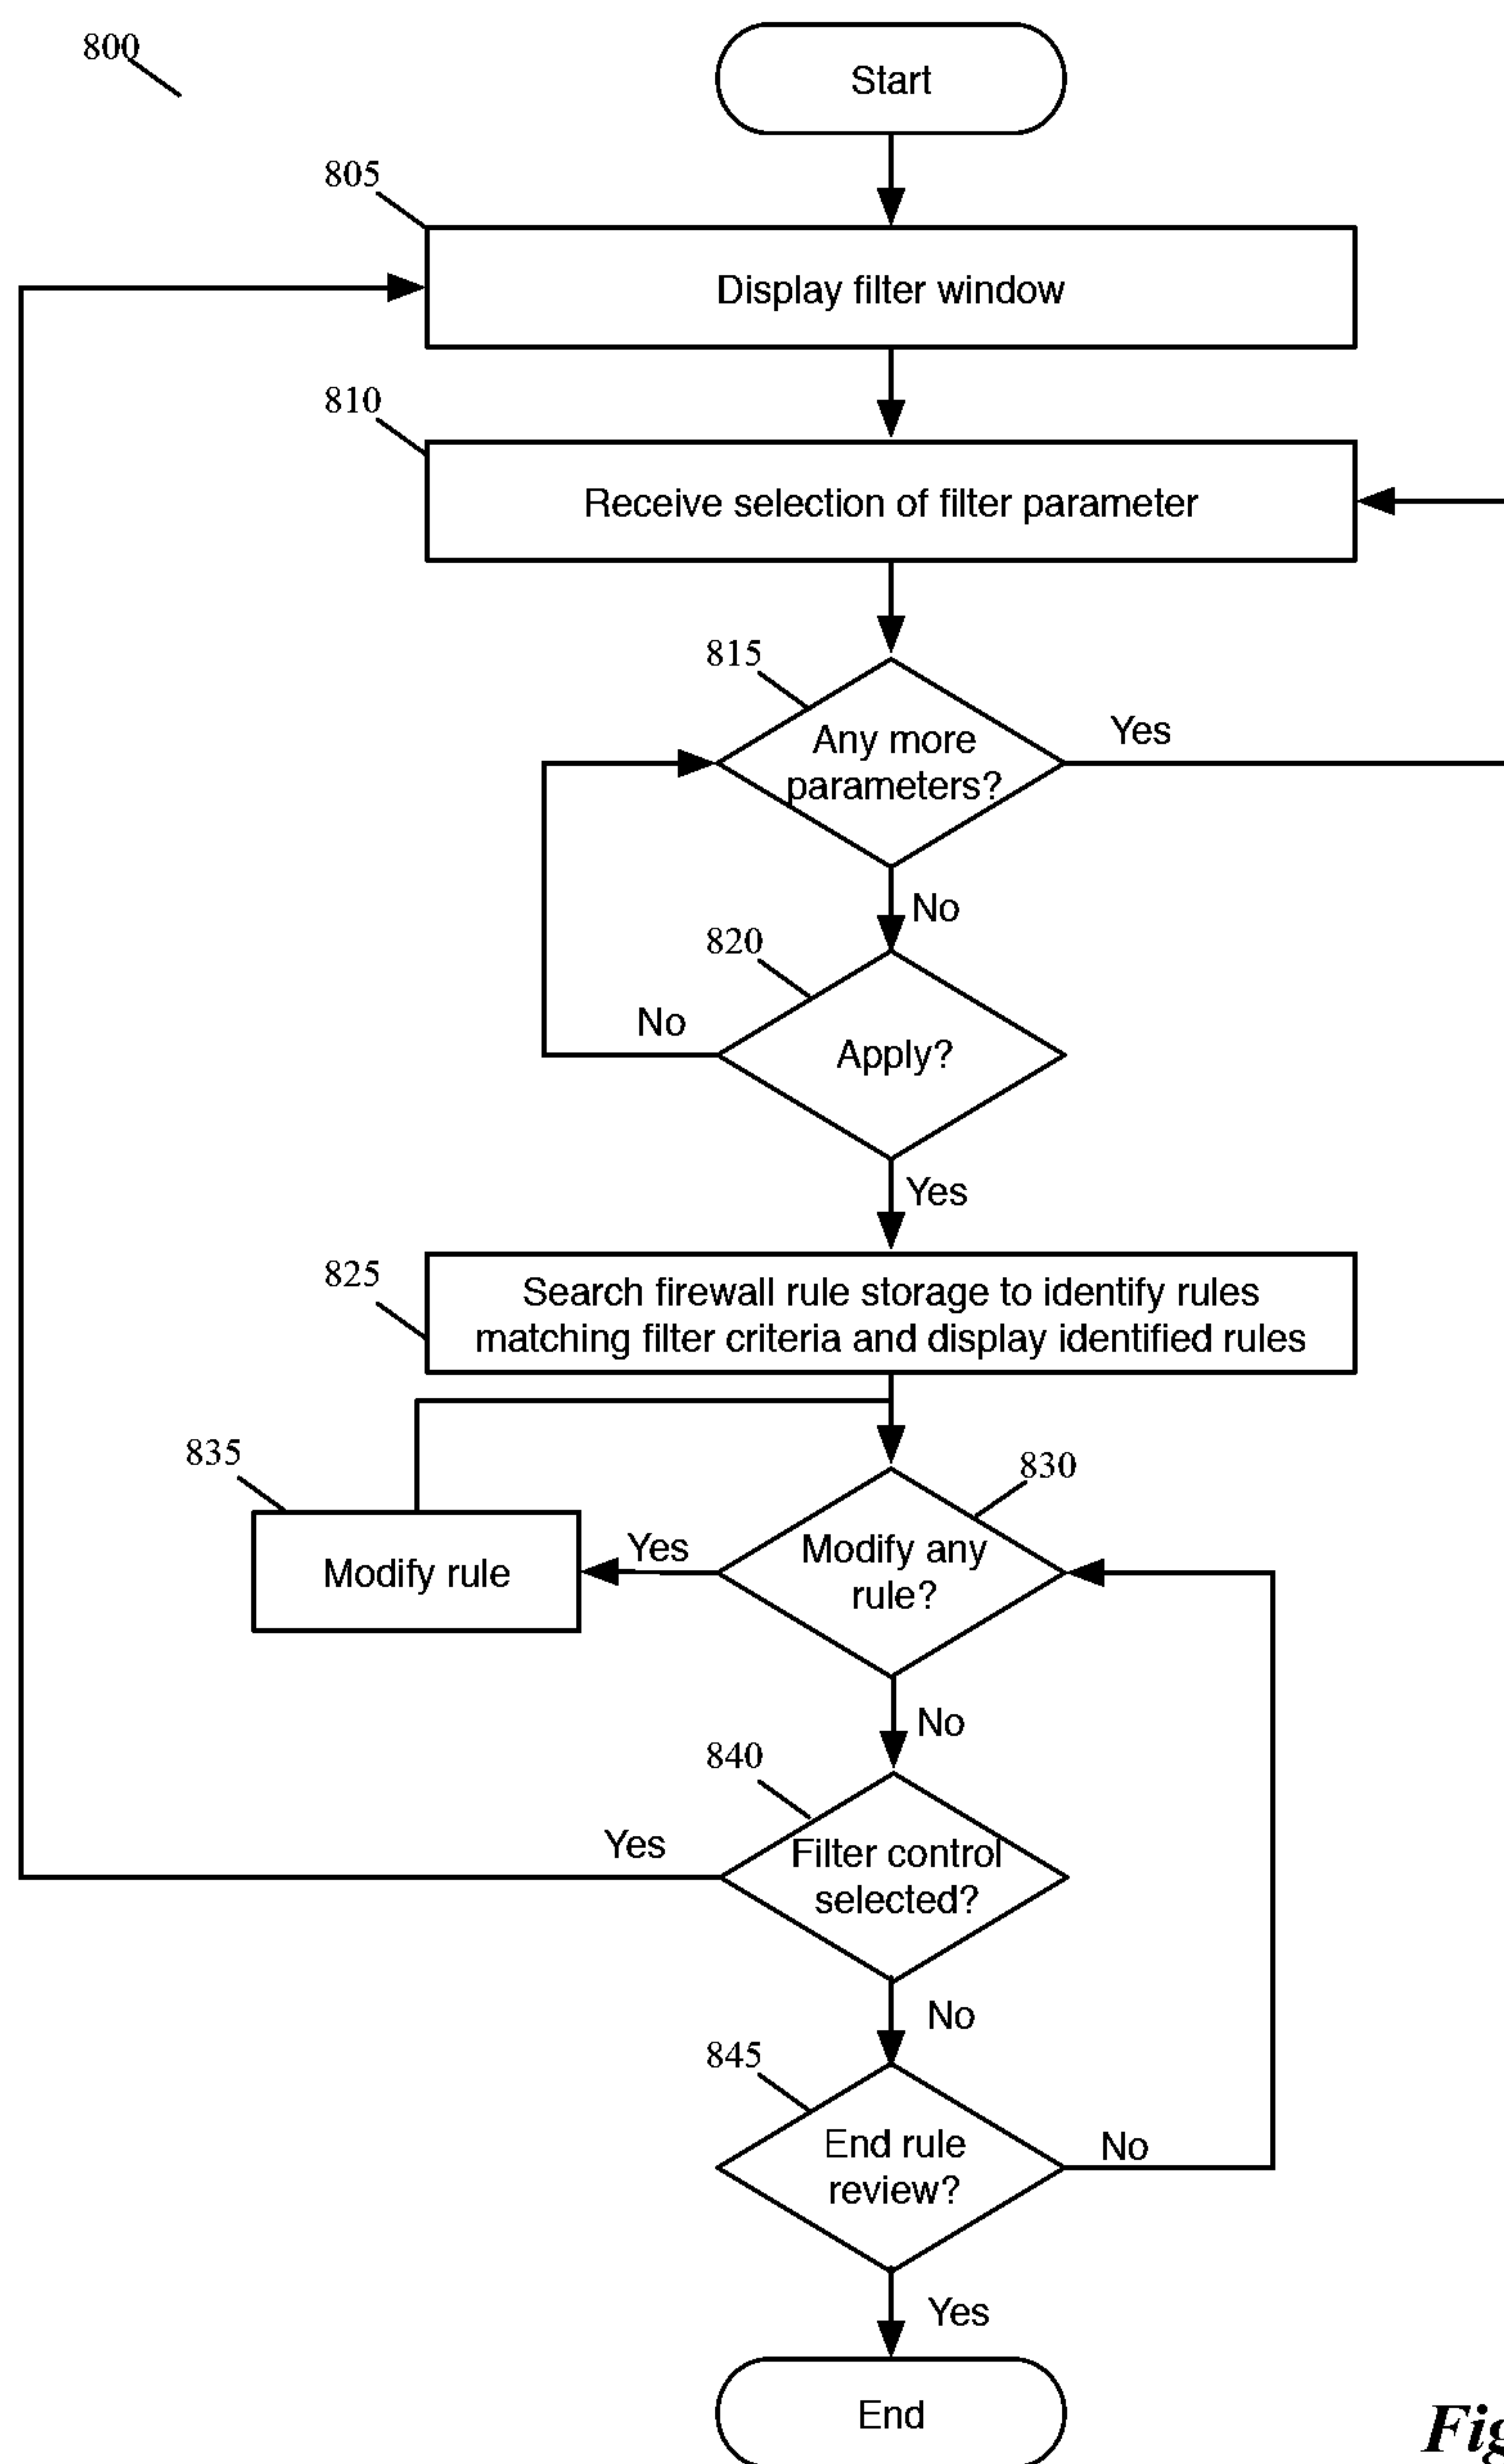 800
Start
805
Display filter window
810
Receive selection of filter parameter
815
Any more
parameters?
Yes
No
820
No
Apply?
Yes
825
Search firewall rule storage to identify rules
matching filter criteria and display identified rules
835
830
Modify rule
Yes
Modify any
rule?
No
840
Yes
Filter control
selected?
No
845
End rule
review?
No
Yes
End
Fig